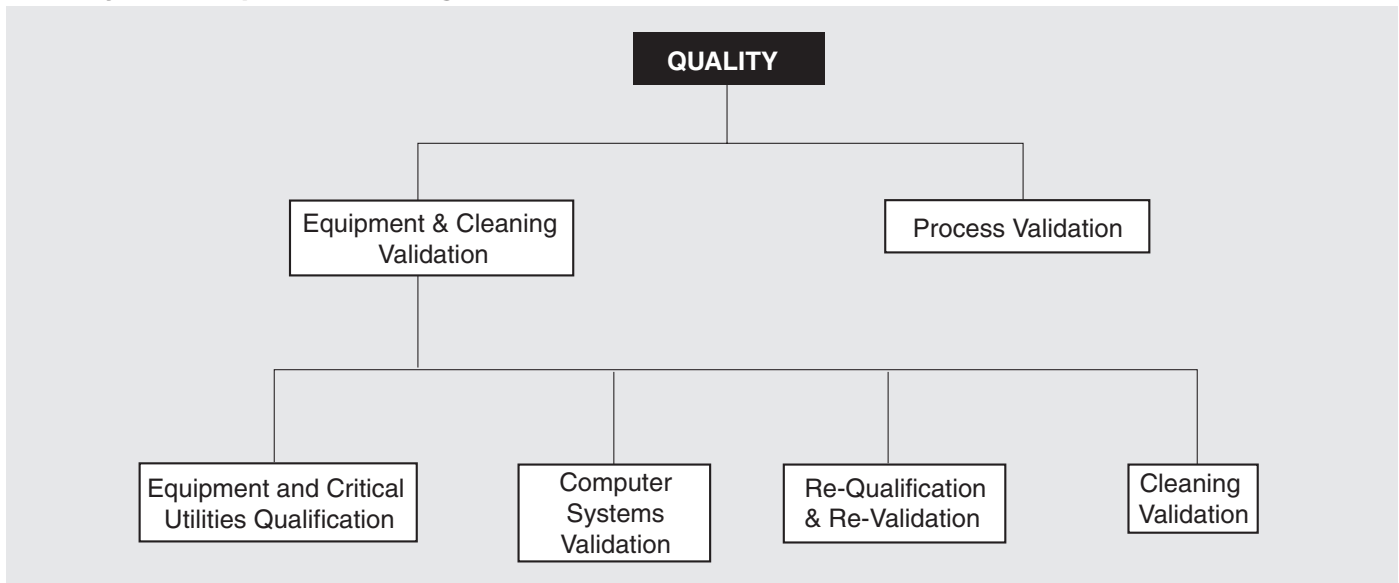 QUALITY
Equipment & Cleaning
Validation
Process Validation
Equipment and Critical
Utilities Qualification
Computer
Systems
Validation
Re-Qualification
& Re-Validation
Cleaning
Validation